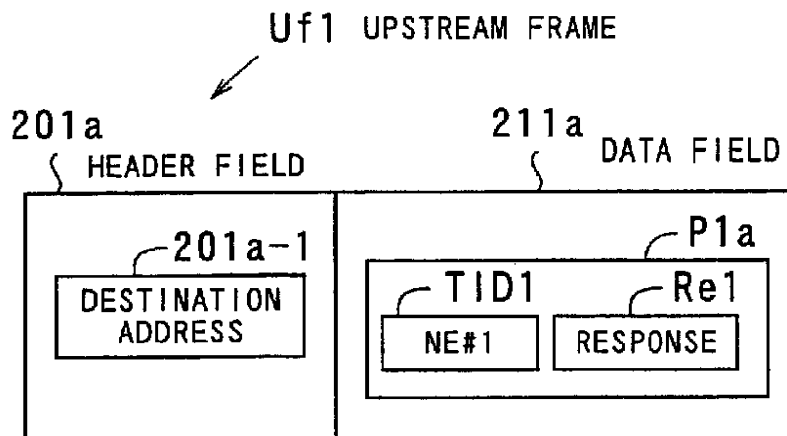 Uf1 UPSTREAM FRAME
201a
HEADER FIELD
211a
DATA FIELD
201a-1
DESTINATION
ADDRESS
P1a
TID1
Re1
NE#1
RESPONSE